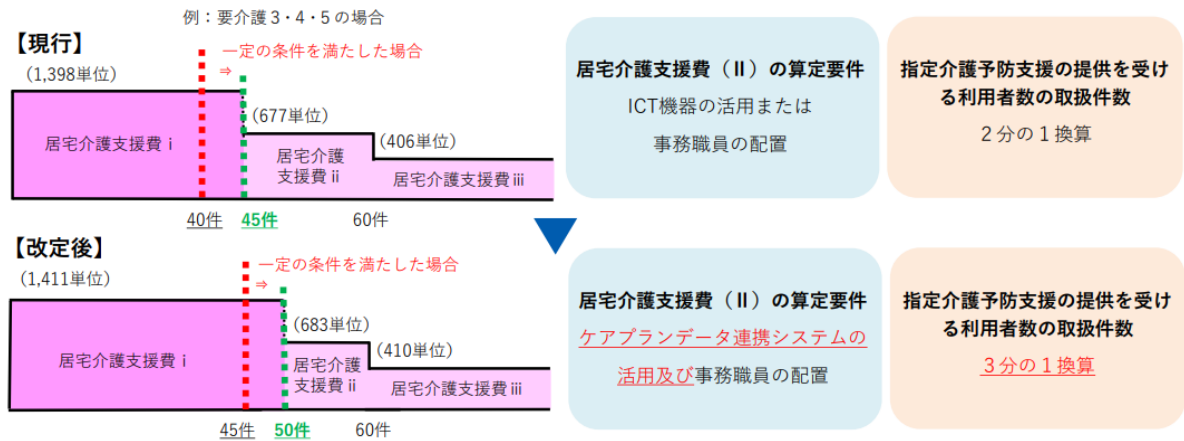 例：要介護３・４・５の場合
【現行】
一定の条件を満たした場合
⇒
(1,398単位)
(677単位)
(406単位)
居宅介護支援費ⅰ
居宅介護
支援費ⅱ
居宅介護支援費ⅲ
40件
45件
60件
居宅介護支援費（Ⅱ）の算定要件
ICT機器の活用または
事務職員の配置
指定介護予防支援の提供を受け
る利用者数の取扱件数
２分の１換算
【改定後】
一定の条件を満たした場合
⇒
(1,411単位)
(683単位)
(410単位)
居宅介護支援費ⅰ
居宅介護
支援費ⅱ
居宅介護支援費ⅲ
45件
50件
60件
居宅介護支援費（Ⅱ）の算定要件
ケアプランデータ連携システムの
活用及び事務職員の配置
指定介護予防支援の提供を受け
る利用者数の取扱件数
３分の１換算